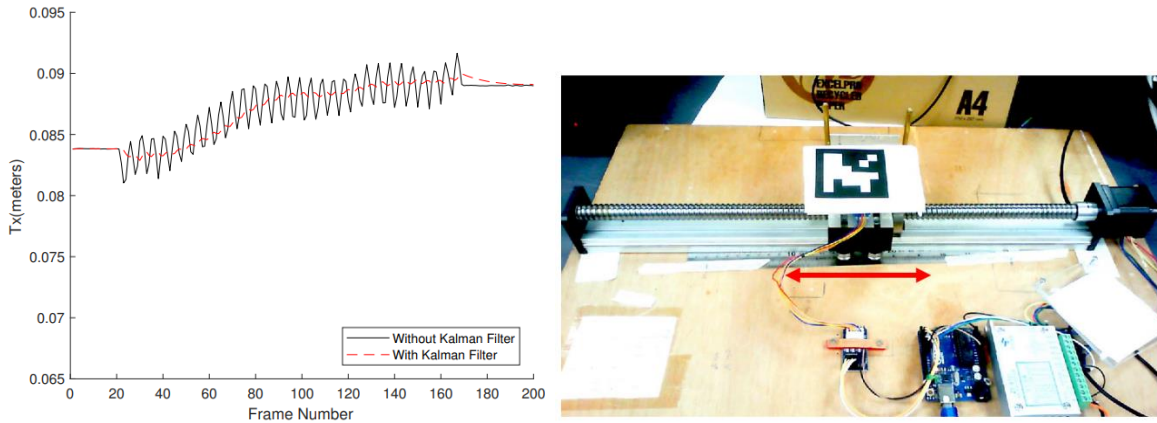 0.095
0.09
0.085
0.08
0.075
0.07
0.065
Tx(meters)
0 20 40 60 80 100 120 140 160 180 200
Frame Number
Without Kalman Filter
With Kalman Filter
EXCELPRO
A4